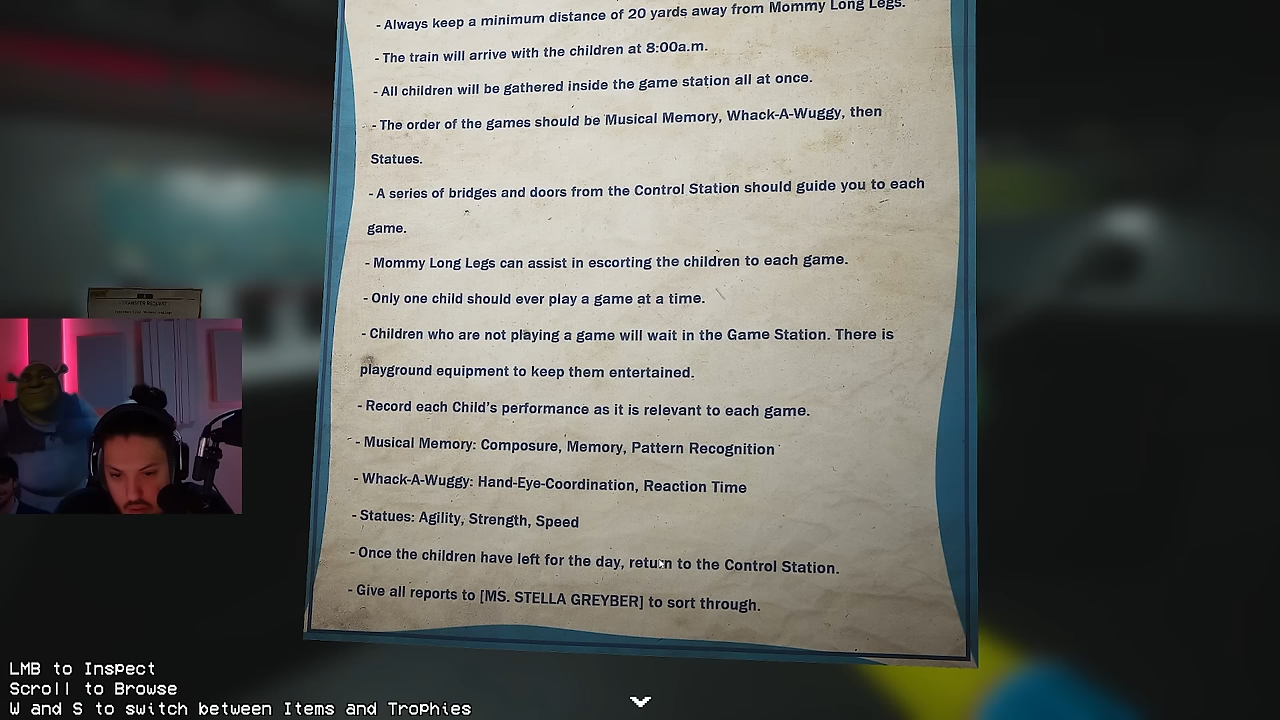 - Always keep a minimum distance of 20 yards away from Mommy Long Legs.
- The train will arrive with the children at 8:00a.m.
- All children will be gathered inside the game station all at once.
- The order of the games should be Musical Memory, Whack-A-Wuggy, then
Statues.
- A series of bridges and doors from the Control Station should guide you to each
game.
- Mommy Long Legs can assist in escorting the children to each game.
- Only one child should ever play a game at a time.
- Children who are not playing a game will wait in the Game Station. There is
playground equipment to keep them entertained.
- Record each Child's performance as it is relevant to each game.
- Musical Memory: Composure, Memory, Pattern Recognition
- Whack-A-Wuggy: Hand-Eye-Coordination, Reaction Time
- Statues: Agility, Strength, Speed
- Once the children have left for the day, return to the Control Station.
- Give all reports to [MS. STELLA GREYBER] to sort through.
TRANSFER REQUEST
LMB to Inspect
Scroll to Browse
W and S to switch between Items and Trophies